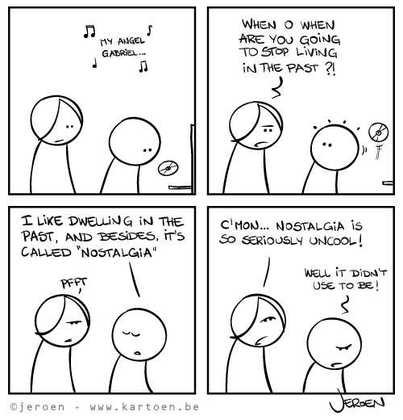 MY ANGEL
GABRIEL...
WHEN O WHEN
ARE YOU GOING
TO STOP LIVING
IN THE PAST ?!
I LIKE DWELLING IN THE
PAST, AND BESIDES, IT'S
CALLED "NOSTALGIA"
PFPT
C'MON... NOSTALGIA IS
SO SERIOUSLY UNCOOL!
WELL IT DIDN'T
USE TO BE!
JEROEN
©jeroen - www.kartoen.be